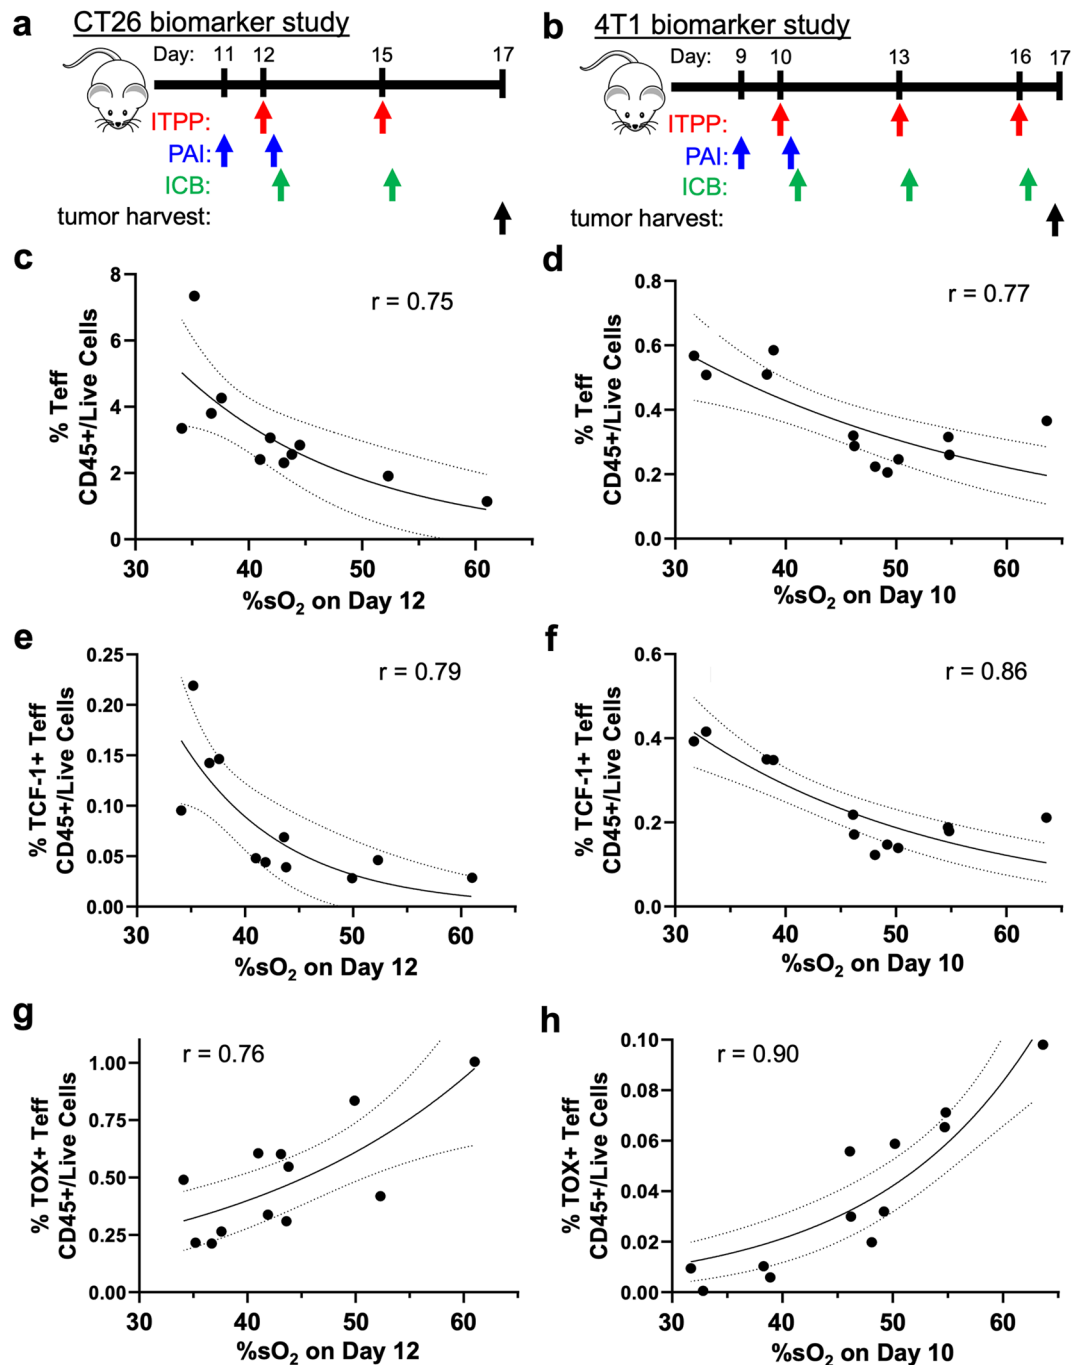 a CT26 biomarker study
Day: 11 12 15 17
ITPP:
PAI:
ICB:
tumor harvest:
b 4T1 biomarker study
Day: 9 10 13 16 17
ITPP:
PAI:
ICB:
tumor harvest:
c
r = 0.75
% Teff
CD45+/Live Cells
8
6
4
2
0
30 40 50 60
%sO₂ on Day 12
d
r = 0.77
% Teff
CD45+/Live Cells
0.8
0.6
0.4
0.2
0.0
30 40 50 60
%sO₂ on Day 10
e
r = 0.79
% TCF-1+ Teff
CD45+/Live Cells
0.25
0.20
0.15
0.10
0.05
0.00
30 40 50 60
%sO₂ on Day 12
f
r = 0.86
% TCF-1+ Teff
CD45+/Live Cells
0.6
0.4
0.2
0.0
30 40 50 60
%sO₂ on Day 10
g
r = 0.76
% TOX+ Teff
CD45+/Live Cells
1.00
0.75
0.50
0.25
0.00
30 40 50 60
%sO₂ on Day 12
h
r = 0.90
% TOX+ Teff
CD45+/Live Cells
0.10
0.08
0.06
0.04
0.02
0.00
30 40 50 60
%sO₂ on Day 10